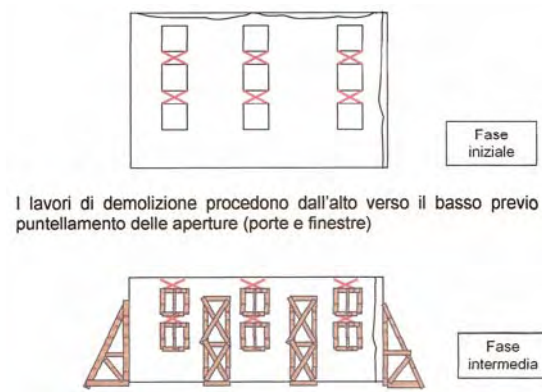 Fase
iniziale
I lavori di demolizione procedono dall'alto verso il basso previo
puntellamento delle aperture (porte e finestre)
Fase
intermedia